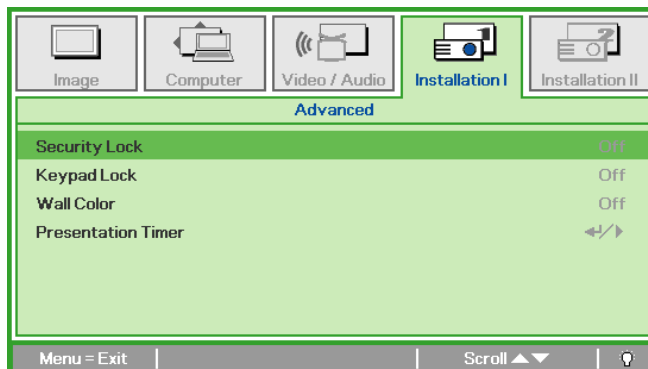 Image
Computer
Video / Audio
Installation I
Installation II
Advanced
Security Lock Off
Keypad Lock Off
Wall Color Off
Presentation Timer
Menu = Exit Scroll